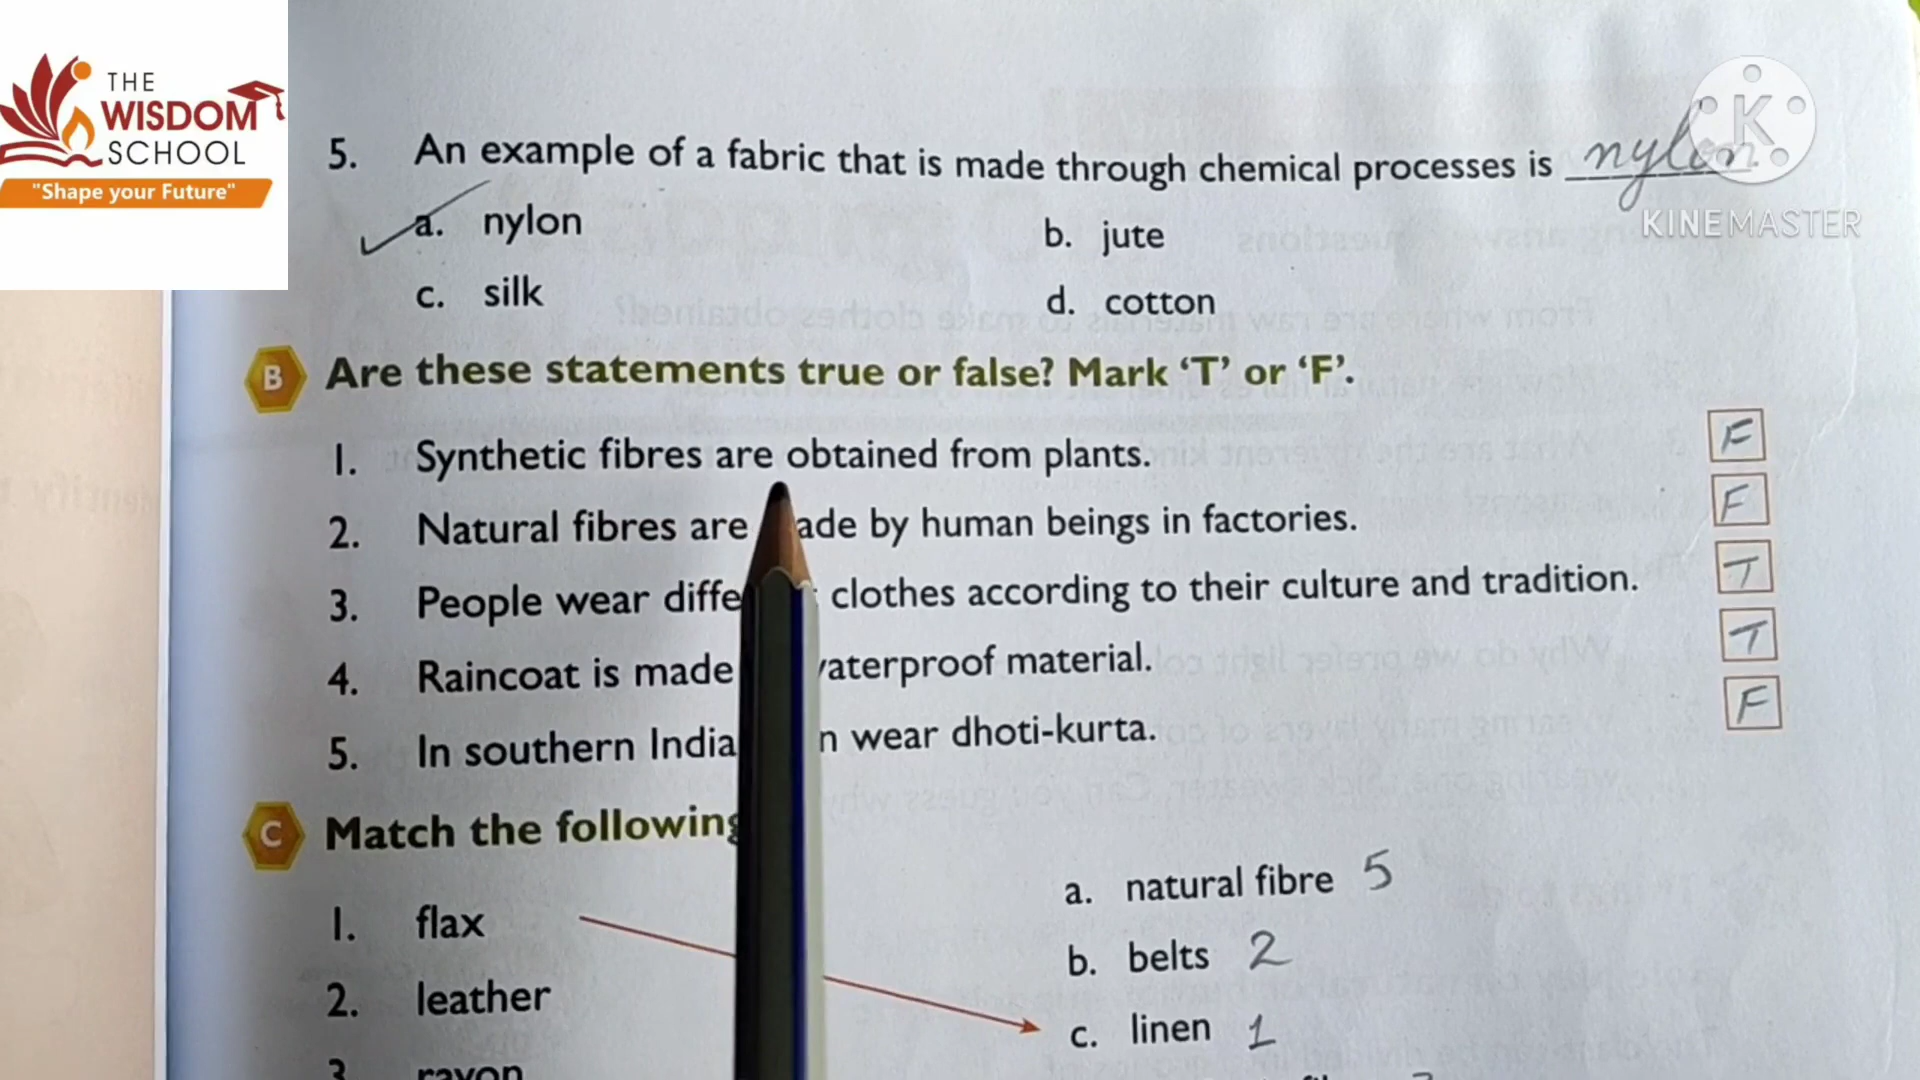 THE
WISDOM
SCHOOL
"Shape your Future"
KINEMASTER
5. An example of a fabric that is made through chemical processes is nylon.
a. nylon b. jute
c. silk d. cotton
B Are these statements true or false? Mark ‘T’ or ‘F’.
1. Synthetic fibres are obtained from plants. F
2. Natural fibres are ade by human beings in factories. F
3. People wear diffe clothes according to their culture and tradition. T
4. Raincoat is made aterproof material. T
5. In southern India n wear dhoti-kurta. F
C Match the following
1. flax a. natural fibre 5
2. leather b. belts 2
3. rayon c. linen 1